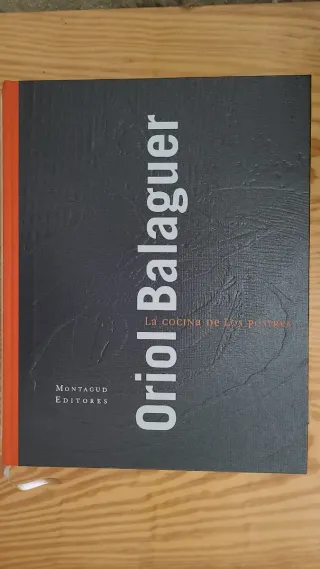 Oriol Balaguer
La cocina de los postres
Montagud
Editores